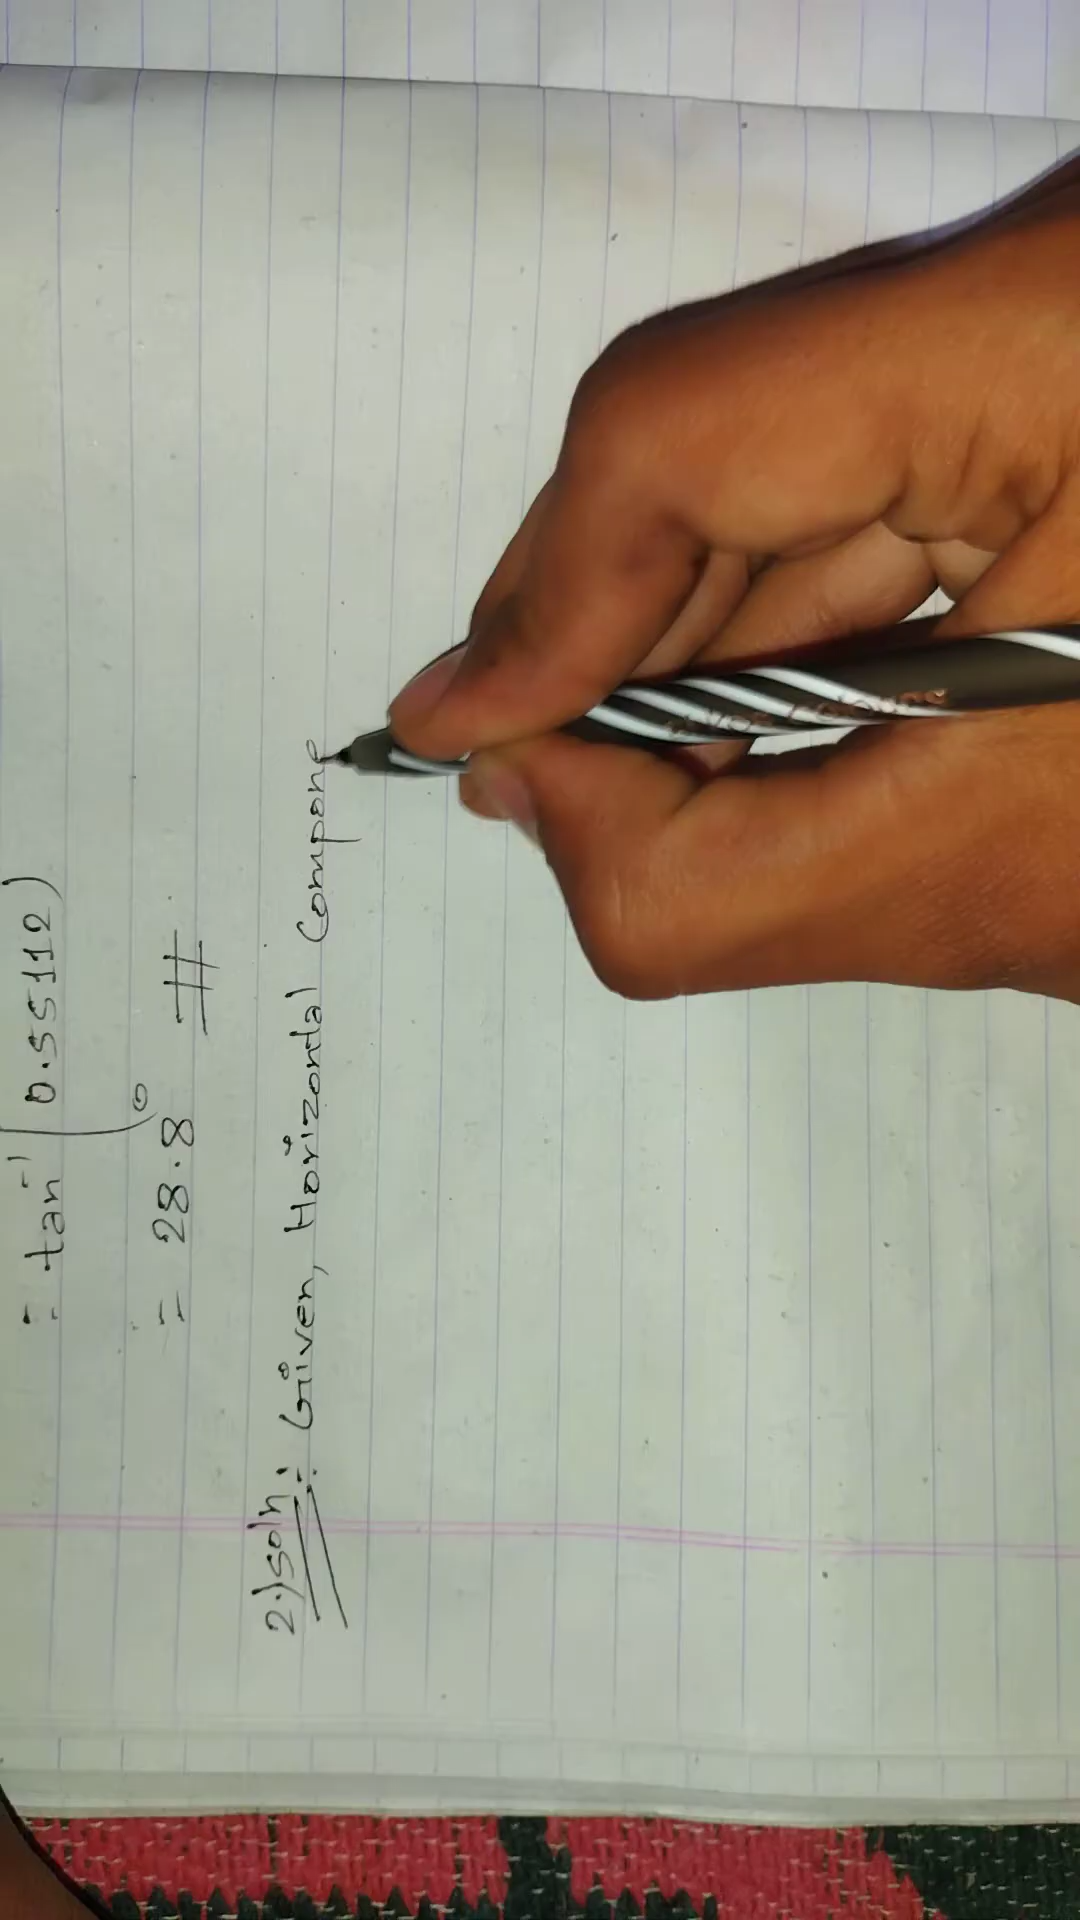 = tan⁻¹ (0.55112)
= 28.8° #
2.) Soln: Given, Horizontal Compone